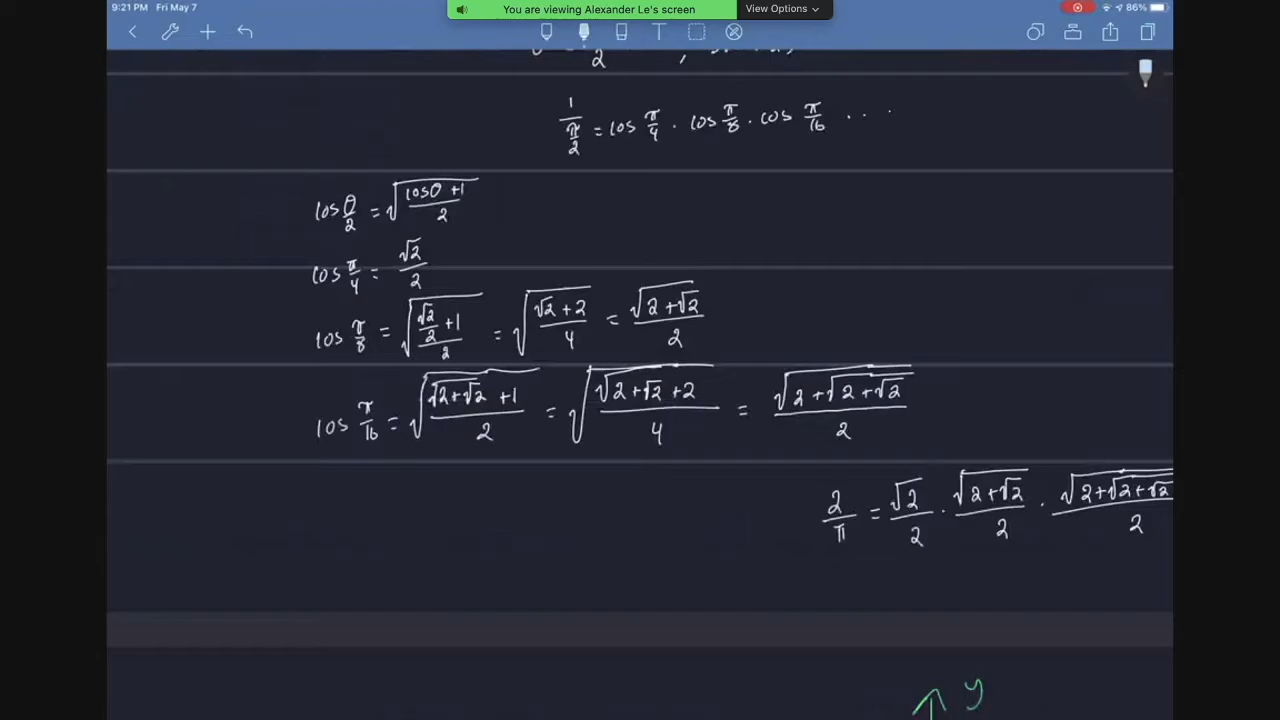 9:21 PM Fri May 7
You are viewing Alexander Le's screen
View Options
86%
1/(π/2) = cos π/4 · cos π/8 · cos π/16 . . .
cos θ/2 = √((cosθ +1)/2)
cos π/4 = √2/2
cos π/8 = √((√2/2 +1)/2) = √((√2 + 2)/4) = √(2 + √2)/2
cos π/16 = √((√(2+√2) +1)/2) = √((√(2+√2) +2)/4) = √(2 + √(2 + √2))/2
2/π = √2/2 · √(2+√2)/2 · √(2+√(2+√2))/2
y